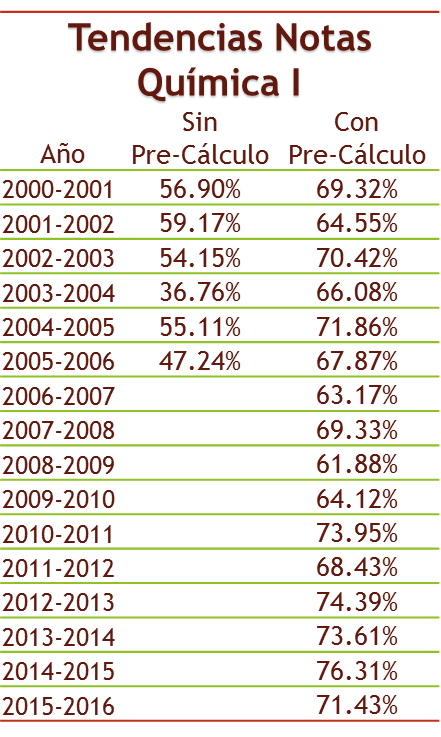 Tendencias Notas
Química I
Sin Con
Año Pre-Cálculo Pre-Cálculo
2000-2001 56.90% 69.32%
2001-2002 59.17% 64.55%
2002-2003 54.15% 70.42%
2003-2004 36.76% 66.08%
2004-2005 55.11% 71.86%
2005-2006 47.24% 67.87%
2006-2007 63.17%
2007-2008 69.33%
2008-2009 61.88%
2009-2010 64.12%
2010-2011 73.95%
2011-2012 68.43%
2012-2013 74.39%
2013-2014 73.61%
2014-2015 76.31%
2015-2016 71.43%